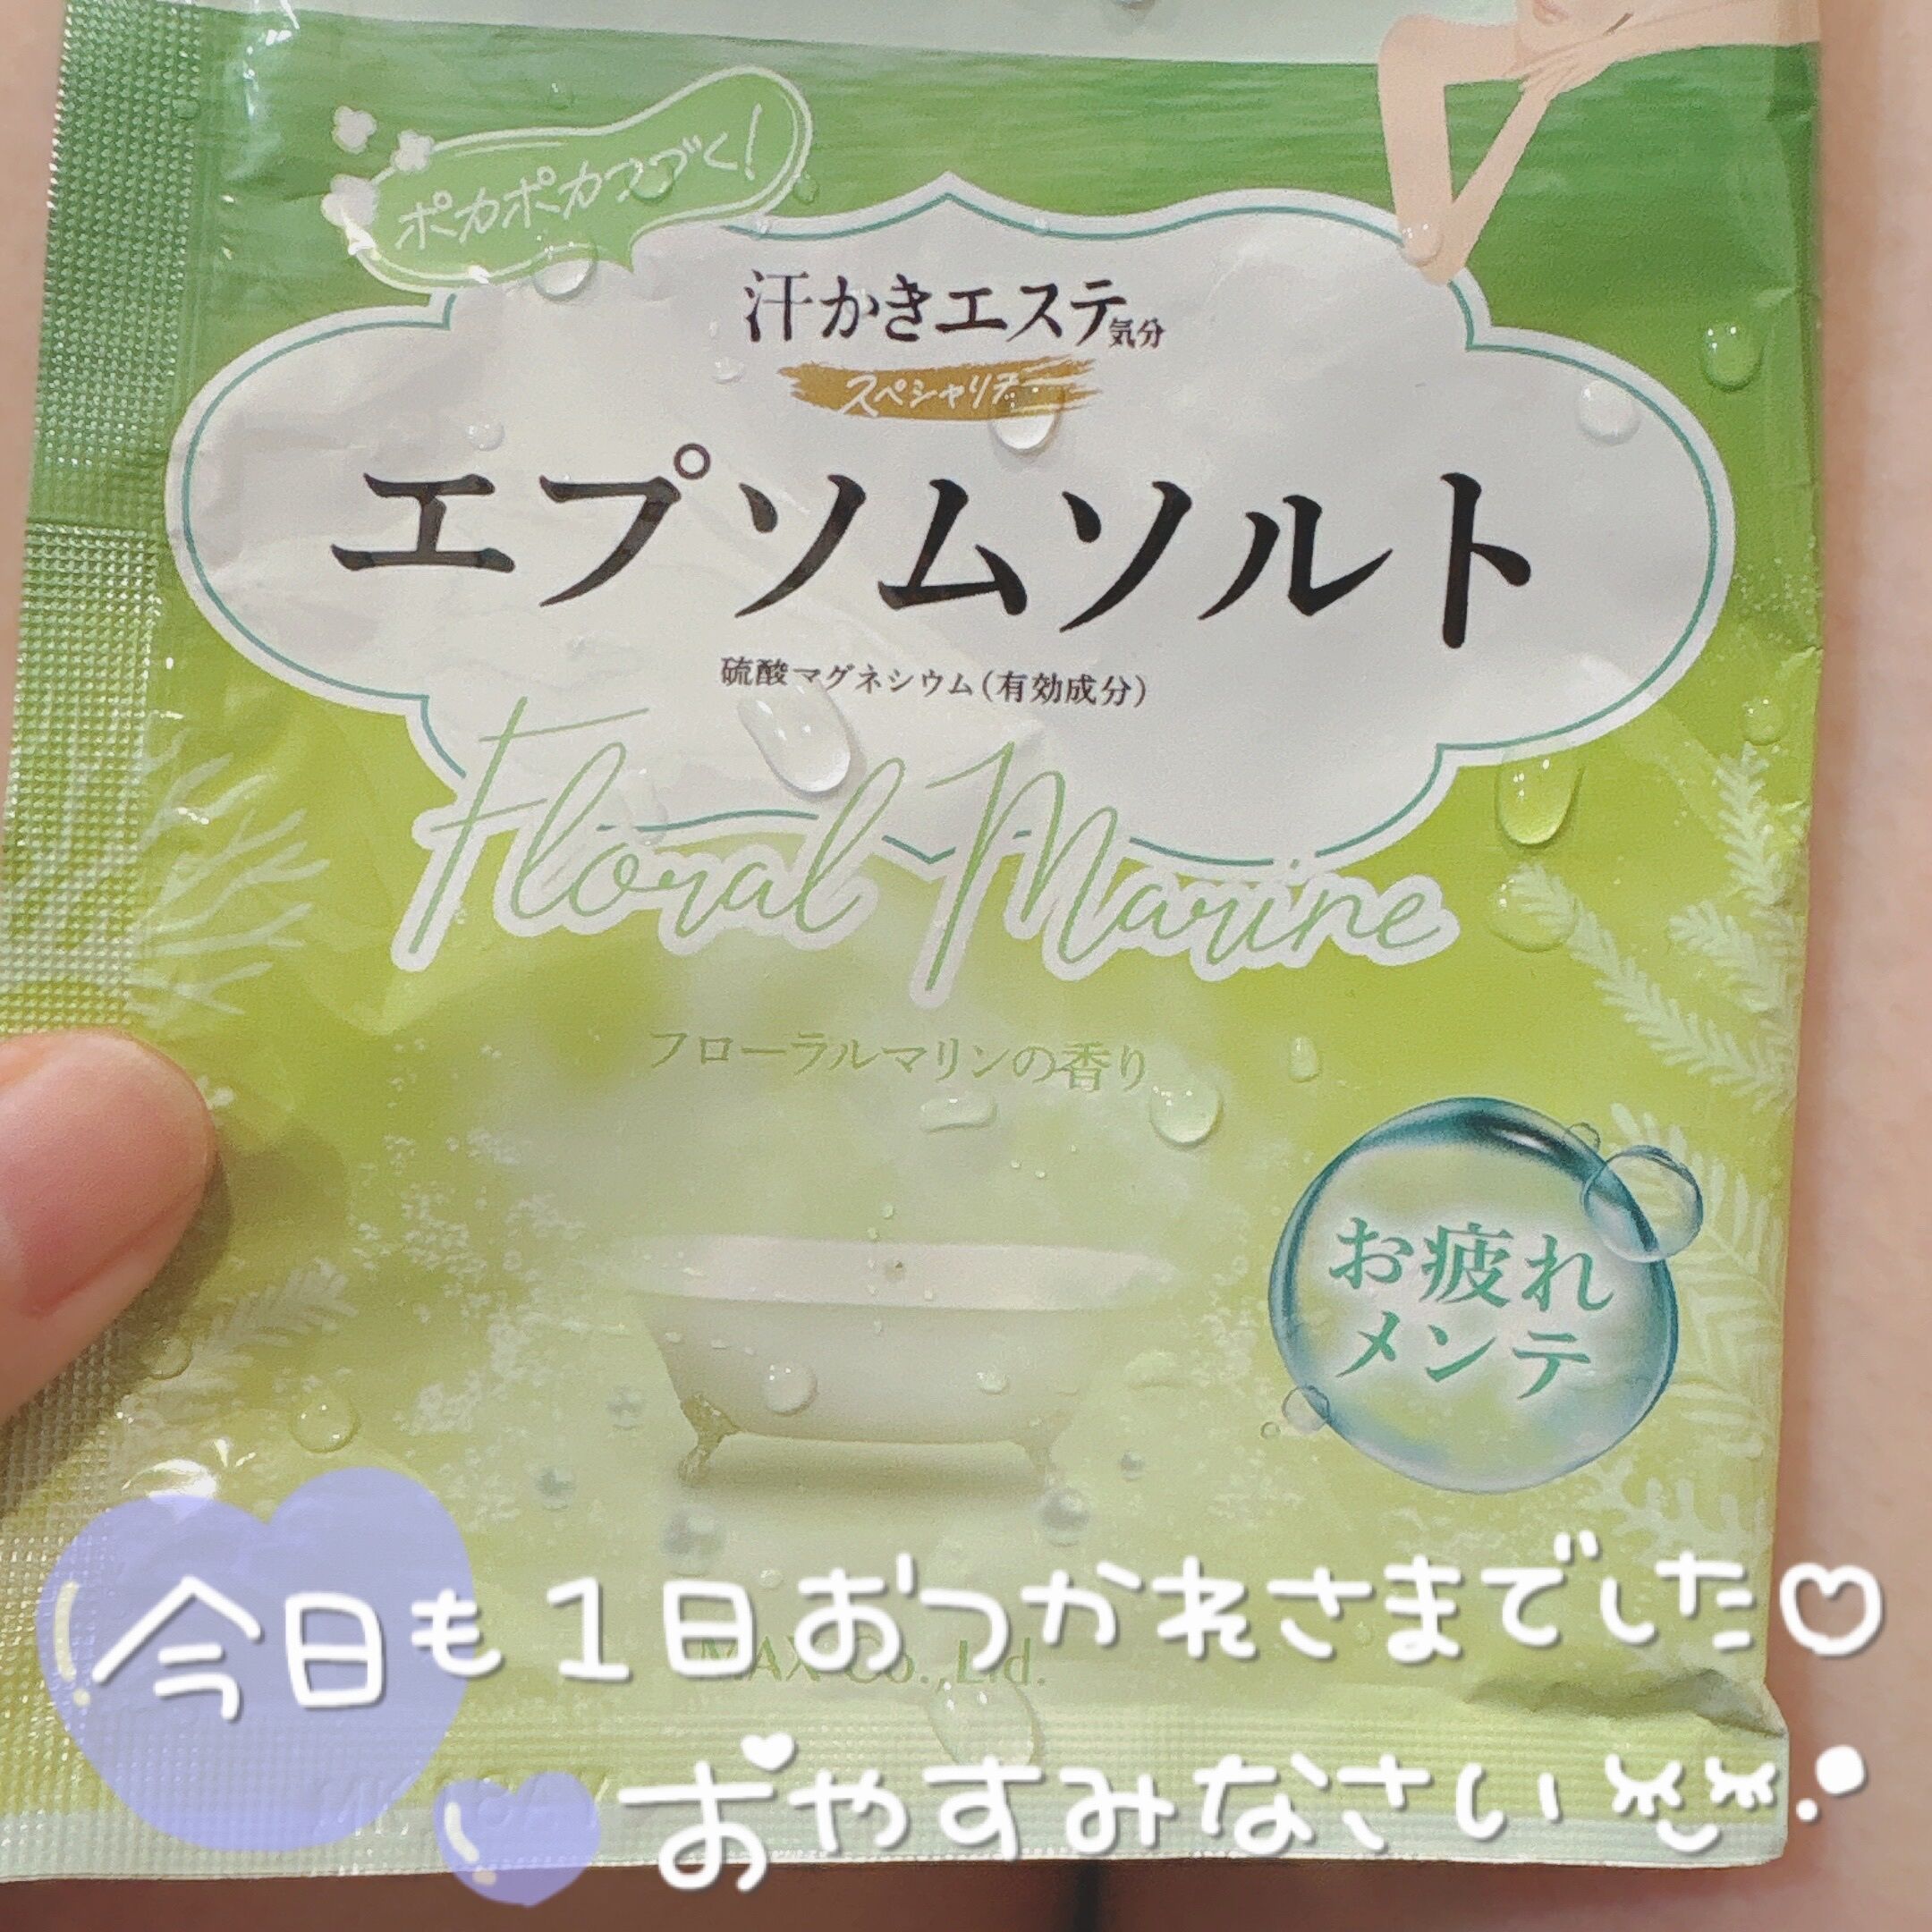 ポカポカつづく!
汗かきエステ気分
スペシャリテ
エプソムソルト
硫酸マグネシウム(有効成分)
Floral Marine
フローラルマリンの香り
お疲れ
メンテ
今日も1日おつかれさまでした♡
MAX Co.,Ltd.
おやすみなさい